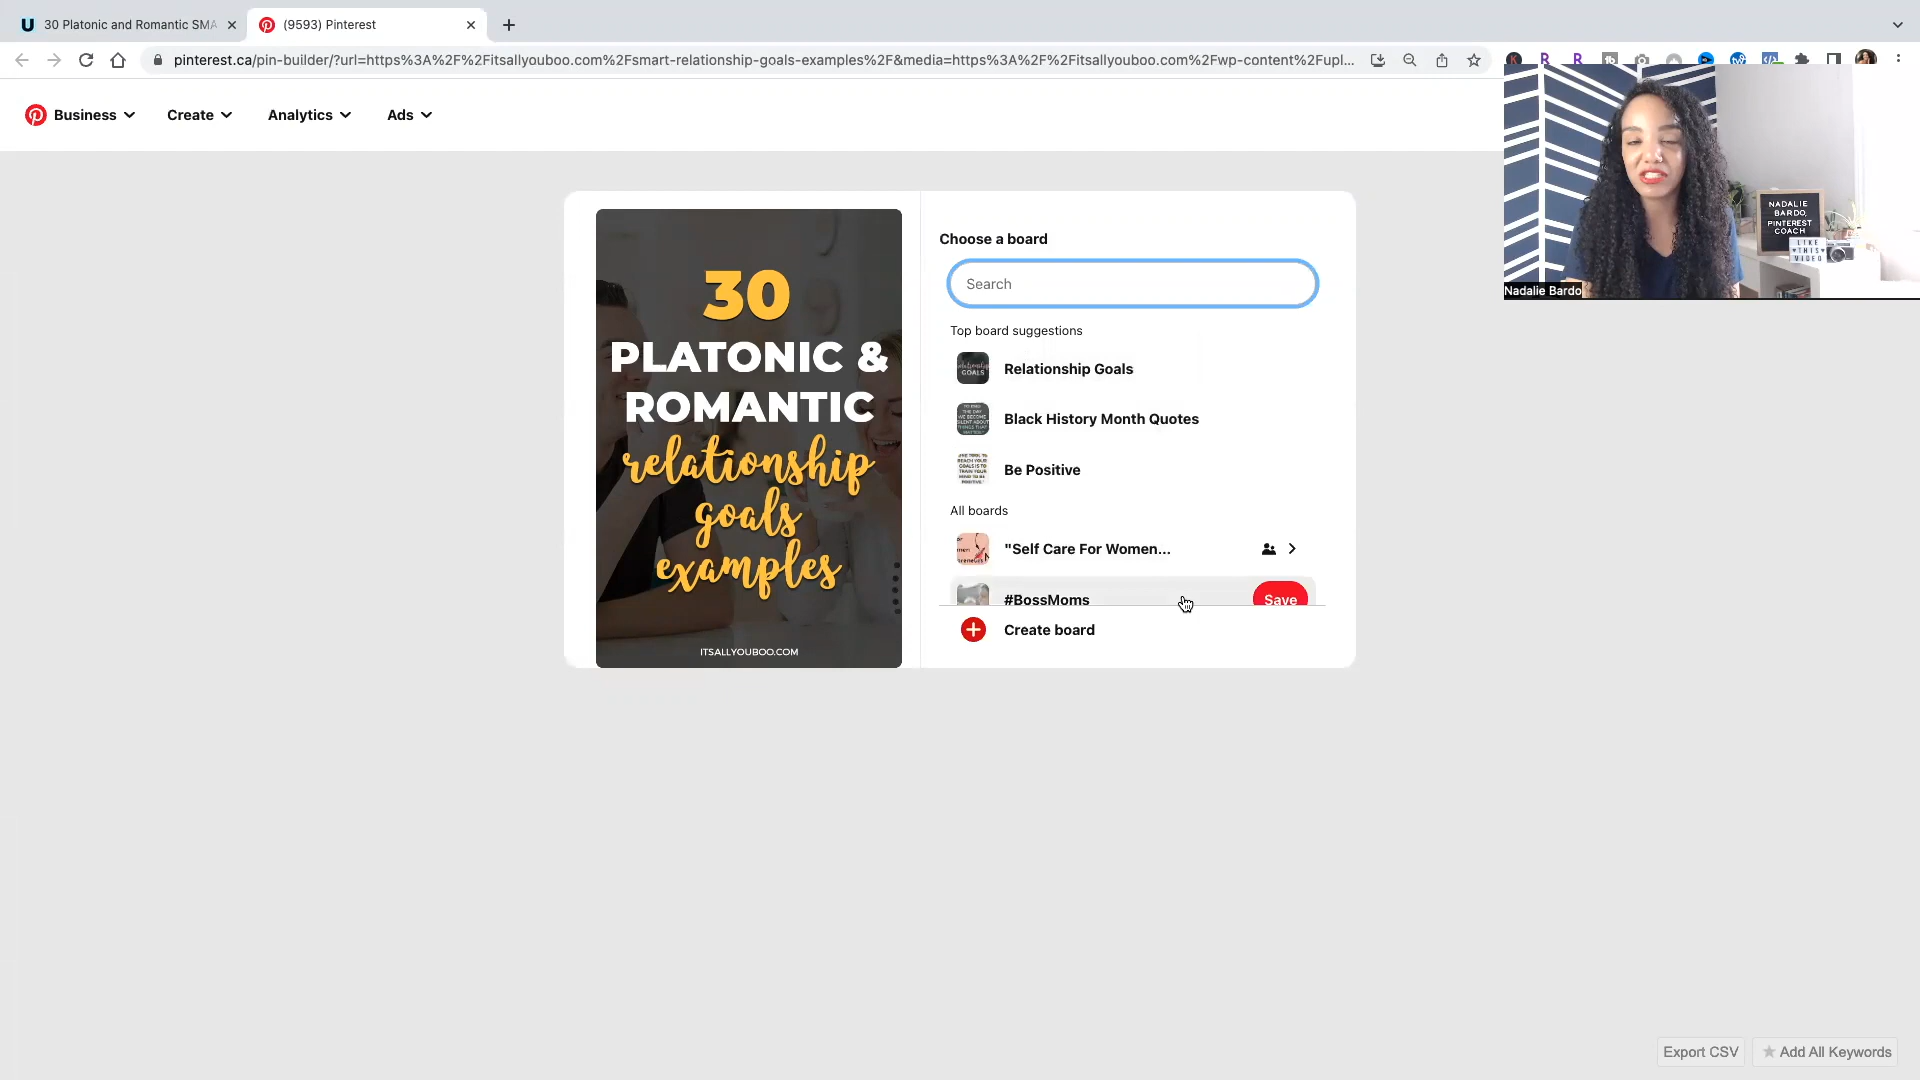 30 Platonic and Romantic SMA
(9593) Pinterest
pinterest.ca/pin-builder/?url=https%3A%2F%2Fitsallyouboo.com%2Fsmart-relationship-goals-examples%2F&media=https%3A%2F%2Fitsallyouboo.com%2Fwp-content%2Fupl...
Business
Create
Analytics
Ads
30
PLATONIC &
ROMANTIC
relationship
goals
examples
ITSALLYOUBOO.COM
Choose a board
Search
Top board suggestions
Relationship Goals
Black History Month Quotes
Be Positive
All boards
"Self Care For Women...
#BossMoms
Save
Create board
NADALIE
BARDO,
PINTEREST
COACH
LIKE
THIS
VIDEO
Nadalie Bardo
Export CSV
Add All Keywords